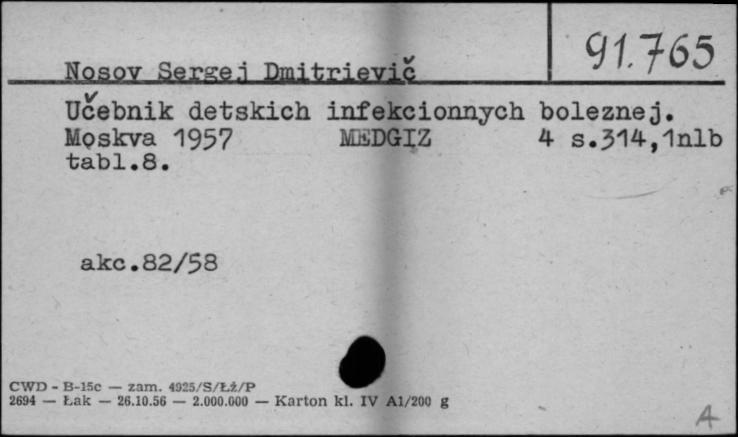 91.765
Nosov Sergej Dmitrievič
Učebnik detskich infekcionnych boleznej.
Moskva 1957 MEDGIZ 4 s.314,1nlb
tabl.8.
akc.82/58
CWD - B-15c — zam. 4925/S/Łż/P
2694 — Łak — 26.10.56 — 2.000.000 — Karton kl. IV A1/200 g
A